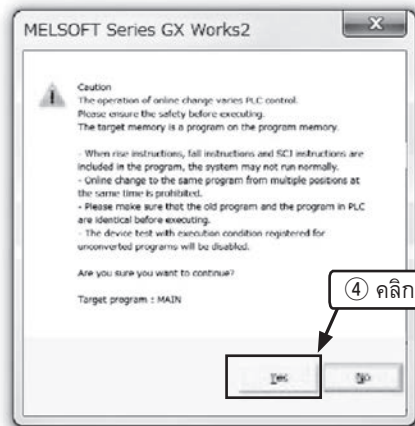 MELSOFT Series GX Works2
Caution
The operation of online change varies PLC control.
Please ensure the safety before executing.
The target memory is a program on the program memory.
- When rise instructions, fall instructions and SCJ instructions are
included in the program, the system may not run normally.
- Online change to the same program from multiple positions at
the same time is prohibited.
- Please make sure that the old program and the program in PLC
are identical before executing.
- The device test with execution condition registered for
unconverted programs will be disabled.
Are you sure you want to continue?
Target program : MAIN
④ คลิก
Yes No